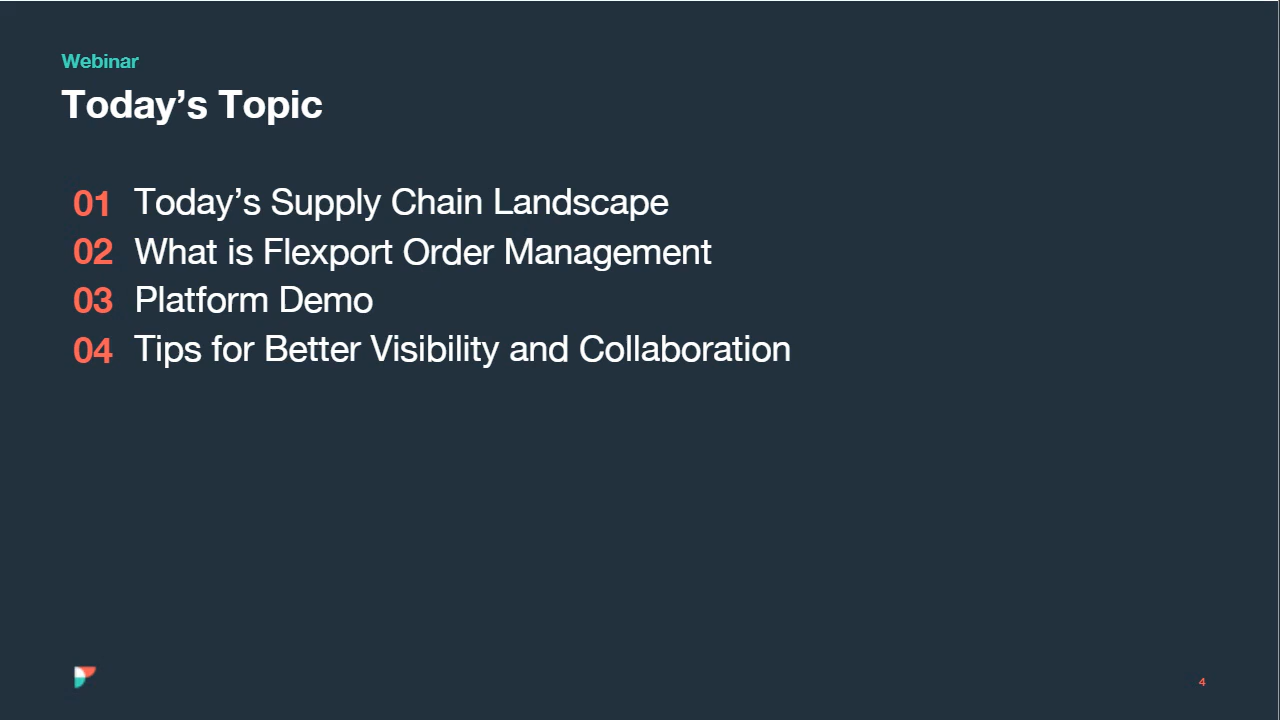 Webinar
Today’s Topic
01 Today’s Supply Chain Landscape
02 What is Flexport Order Management
03 Platform Demo
04 Tips for Better Visibility and Collaboration
4